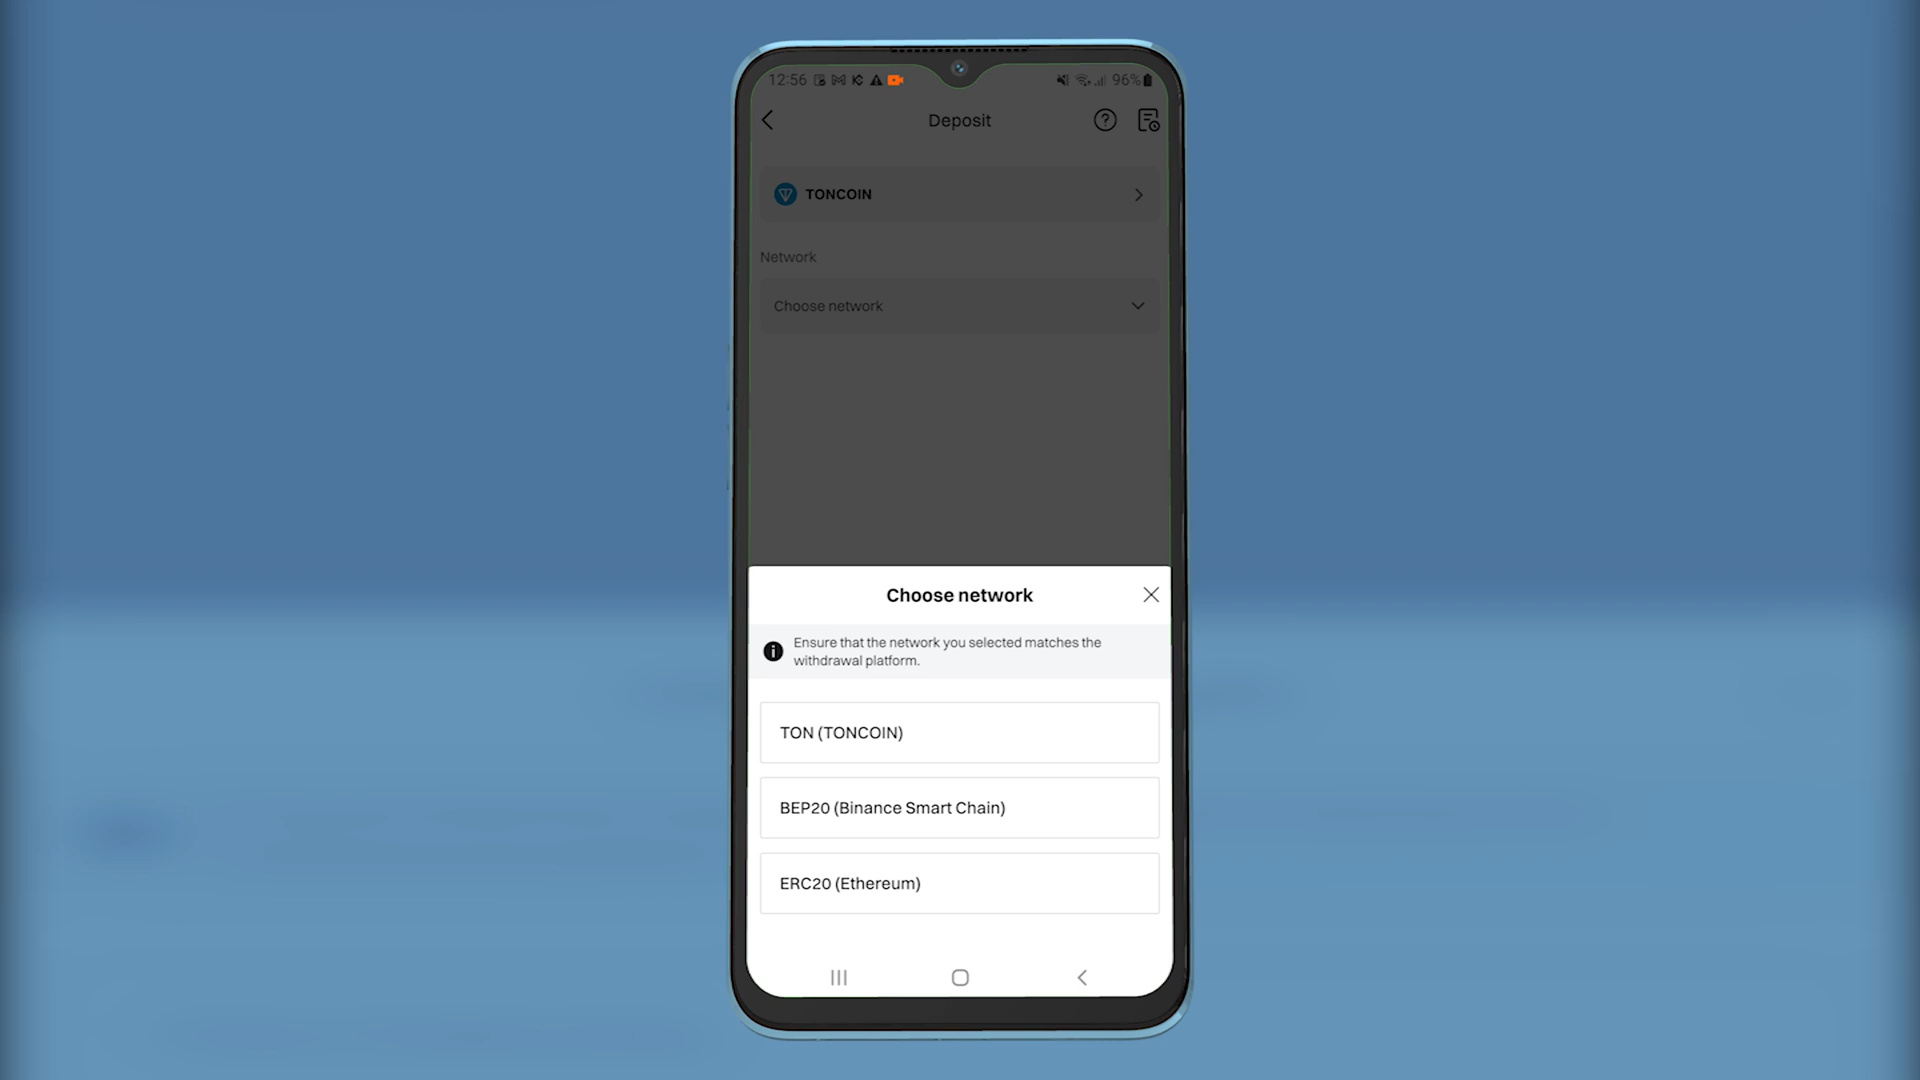 12:56
96%
Deposit
TONCOIN
Network
Choose network
Choose network
Ensure that the network you selected matches the
withdrawal platform.
TON (TONCOIN)
BEP20 (Binance Smart Chain)
ERC20 (Ethereum)